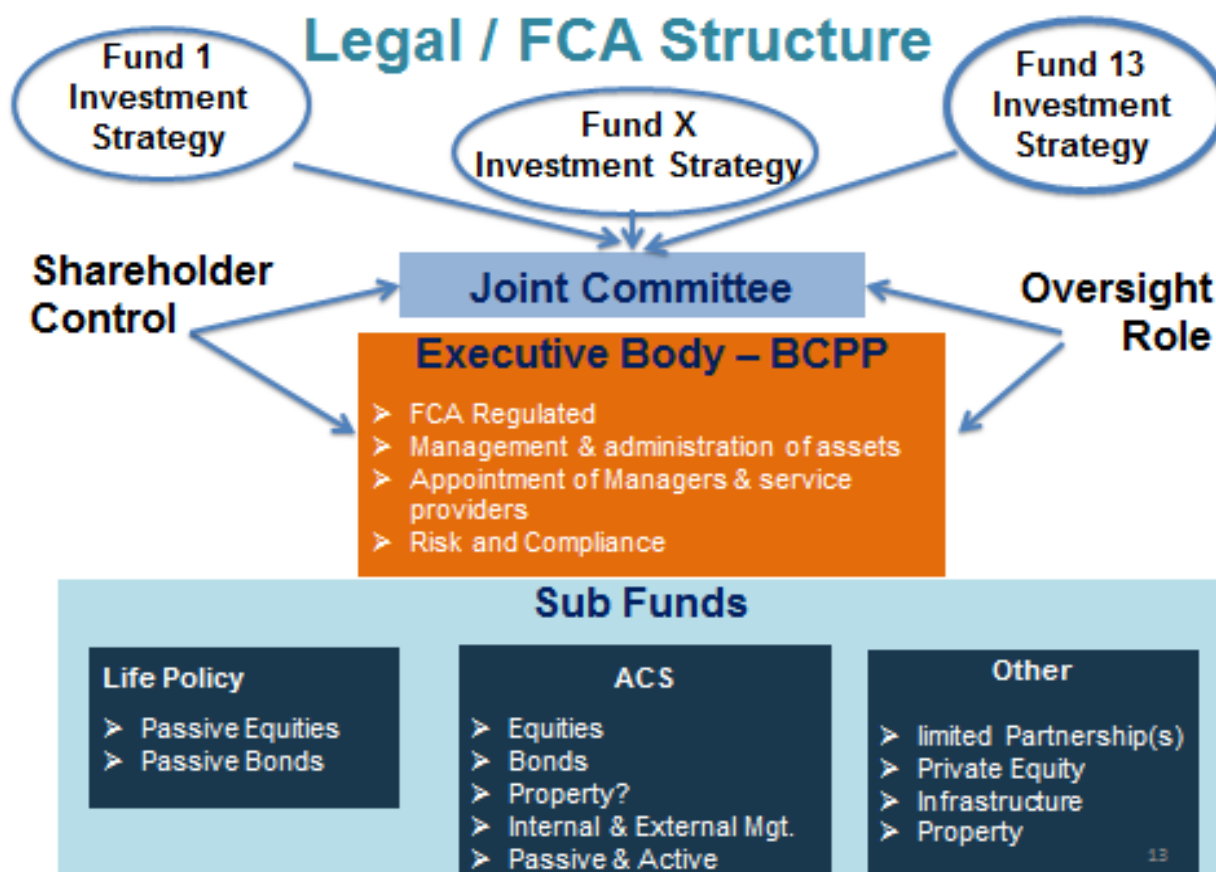 Legal / FCA Structure
Fund 1
Investment
Strategy
Fund X
Investment Strategy
Fund 13
Investment
Strategy
Shareholder
Control
Joint Committee
Oversight
Role
Executive Body – BCPP
➢ FCA Regulated
➢ Management & administration of assets
➢ Appointment of Managers & service
providers
➢ Risk and Compliance
Sub Funds
Life Policy
➢ Passive Equities
➢ Passive Bonds
ACS
➢ Equities
➢ Bonds
➢ Property?
➢ Internal & External Mgt.
➢ Passive & Active
Other
➢ limited Partnership(s)
➢ Private Equity
➢ Infrastructure
➢ Property
13